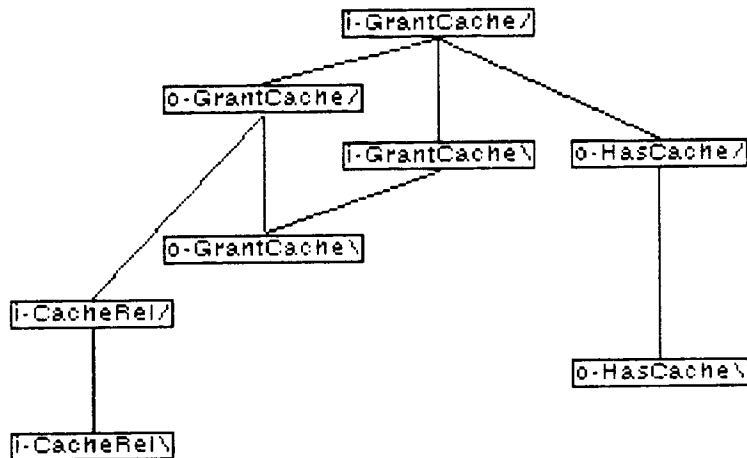 i-GrantCache/
o-GrantCache/
i-GrantCache\
o-HasCache/
o-GrantCache\
i-CacheRel/
o-HasCache\
i-CacheRel\